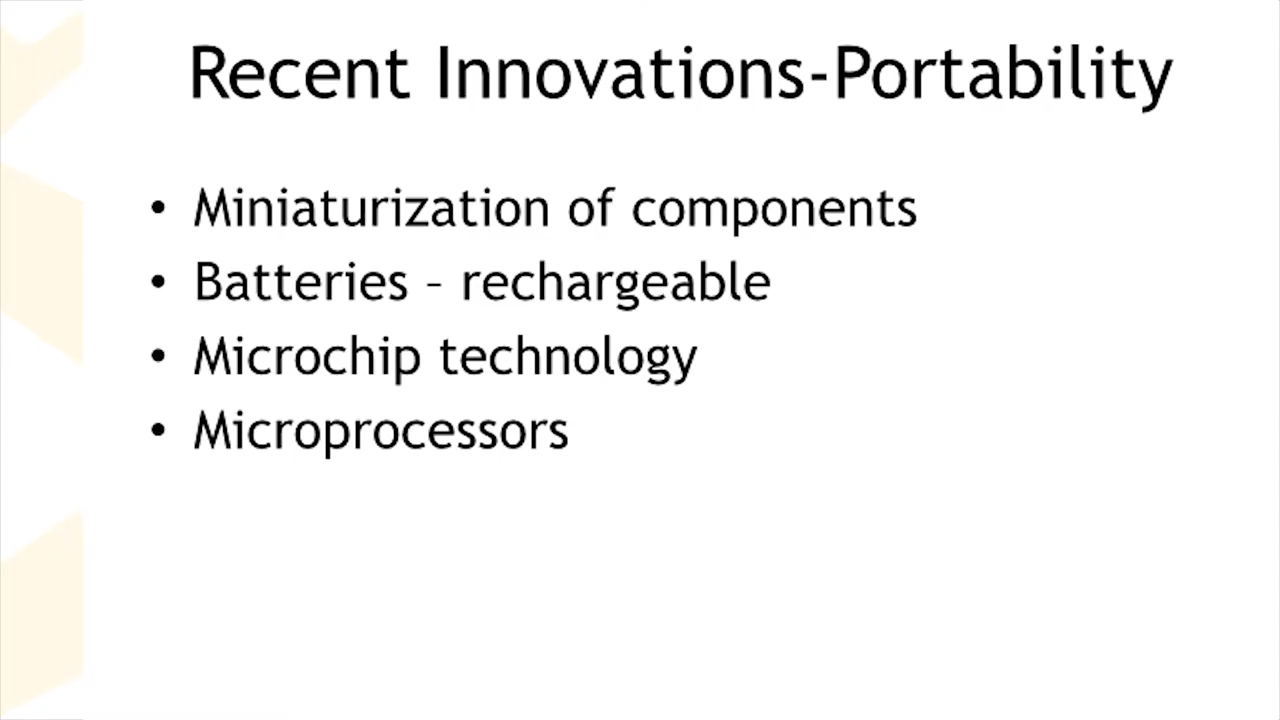 Recent Innovations-Portability
• Miniaturization of components
• Batteries – rechargeable
• Microchip technology
• Microprocessors